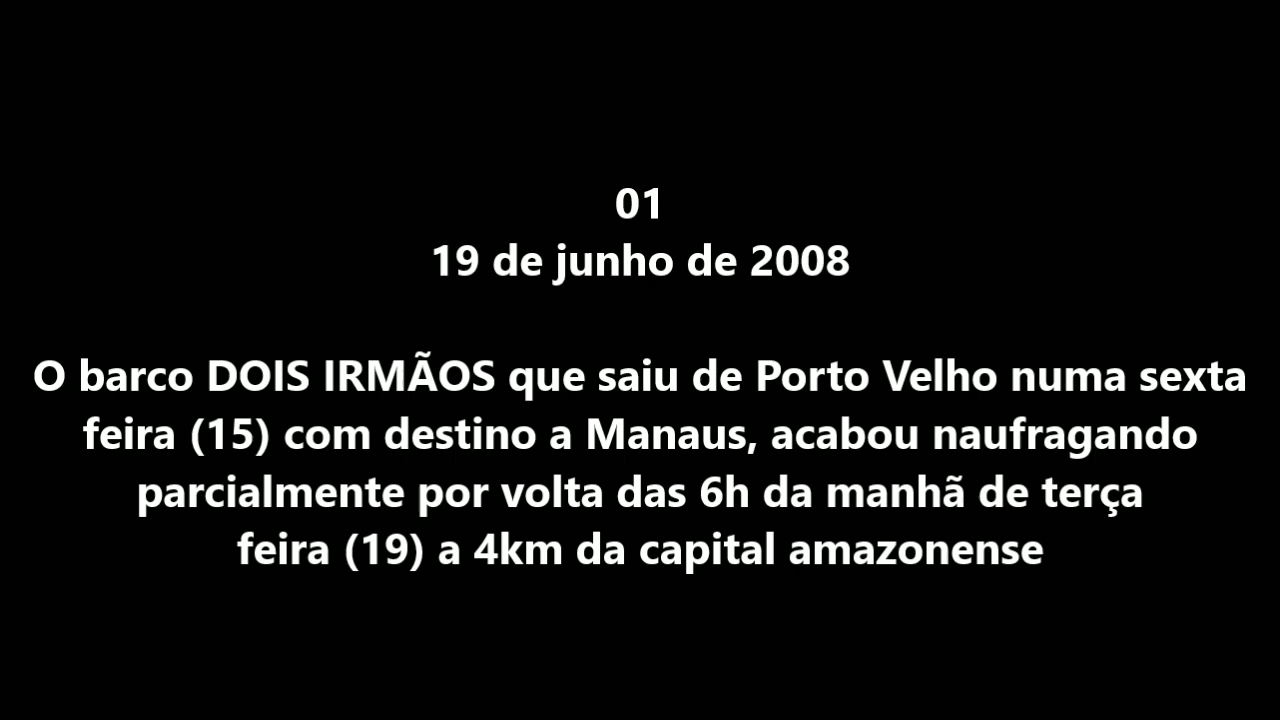 01
19 de junho de 2008
O barco DOIS IRMÃOS que saiu de Porto Velho numa sexta
feira (15) com destino a Manaus, acabou naufragando
parcialmente por volta das 6h da manhã de terça
feira (19) a 4km da capital amazonense